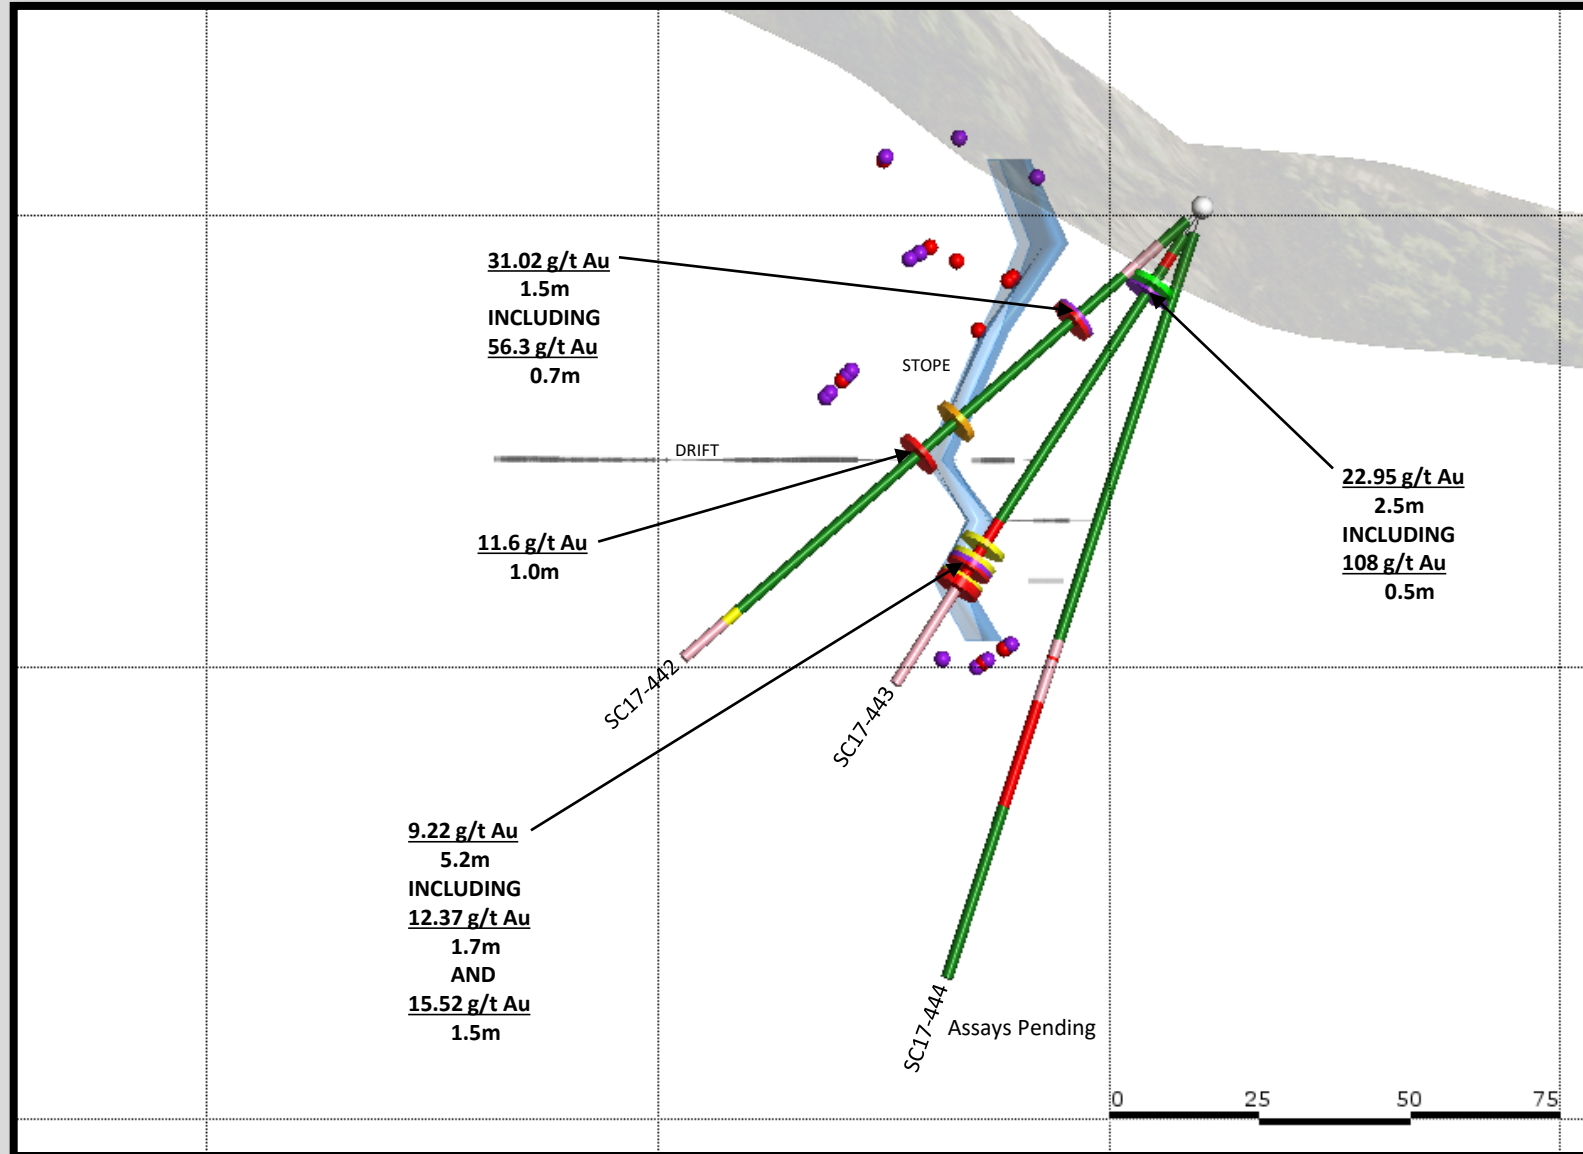 31.02 g/t Au
1.5m
INCLUDING
56.3 g/t Au
0.7m
STOPE
DRIFT
11.6 g/t Au
1.0m
22.95 g/t Au
2.5m
INCLUDING
108 g/t Au
0.5m
SC17-442
SC17-443
9.22 g/t Au
5.2m
INCLUDING
12.37 g/t Au
1.7m
AND
15.52 g/t Au
1.5m
SC17-444
Assays Pending
0 25 50 75